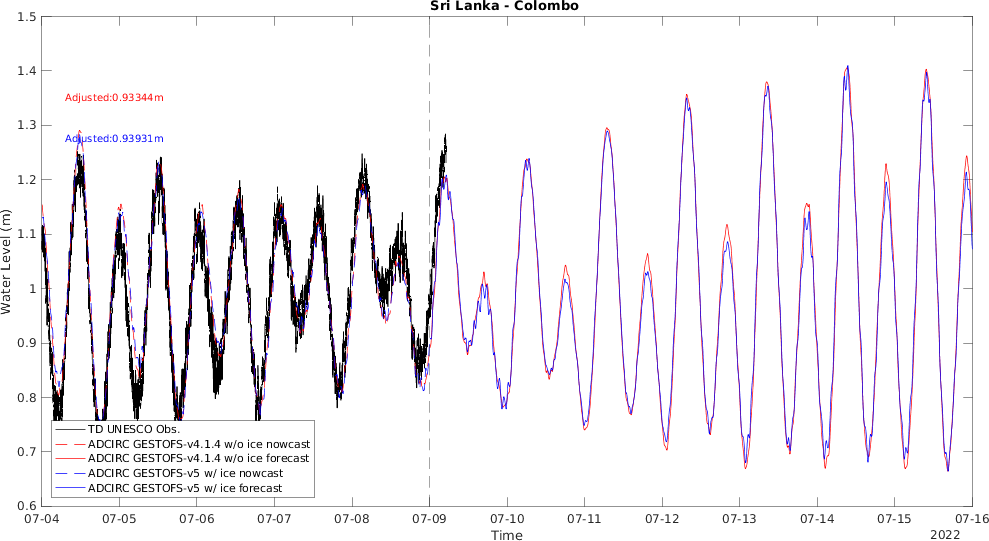 Sri Lanka - Colombo
1.5
1.4
1.3
1.2
1.1
1
0.9
0.8
0.7
0.6
Water Level (m)
Adjusted:0.93344m
Adjusted:0.93931m
TD UNESCO Obs.
ADCIRC GESTOFS-v4.1.4 w/o ice nowcast
ADCIRC GESTOFS-v4.1.4 w/o ice forecast
ADCIRC GESTOFS-v5 w/ ice nowcast
ADCIRC GESTOFS-v5 w/ ice forecast
07-04 07-05 07-06 07-07 07-08 07-09 07-10 07-11 07-12 07-13 07-14 07-15 07-16
Time
2022